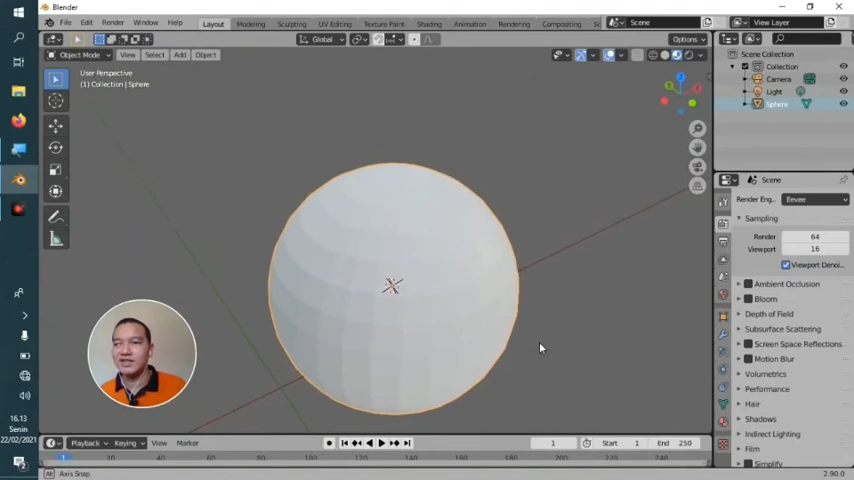 Blender
File Edit Render Window Help
Layout Modeling Sculpting UV Editing Texture Paint Shading Animation Rendering Compositing
Scene
View Layer
Object Mode View Select Add Object
Global
Options
User Perspective
(1) Collection | Sphere
Scene Collection
Collection
Camera
Light
Sphere
Scene
Render Eng..
Eevee
Sampling
Render 64
Viewport 16
Viewport Denoi...
Ambient Occlusion
Bloom
Depth of Field
Subsurface Scattering
Screen Space Reflections
Motion Blur
Volumetrics
Performance
Hair
Shadows
Indirect Lighting
Film
Simplify
16.13
Senin
22/02/2021
2
Playback Keying View Marker
1
Start 1
End 250
1 20 40 60 80 100 120 140 160 180 200 220 240
Axis Snap
2.90.0